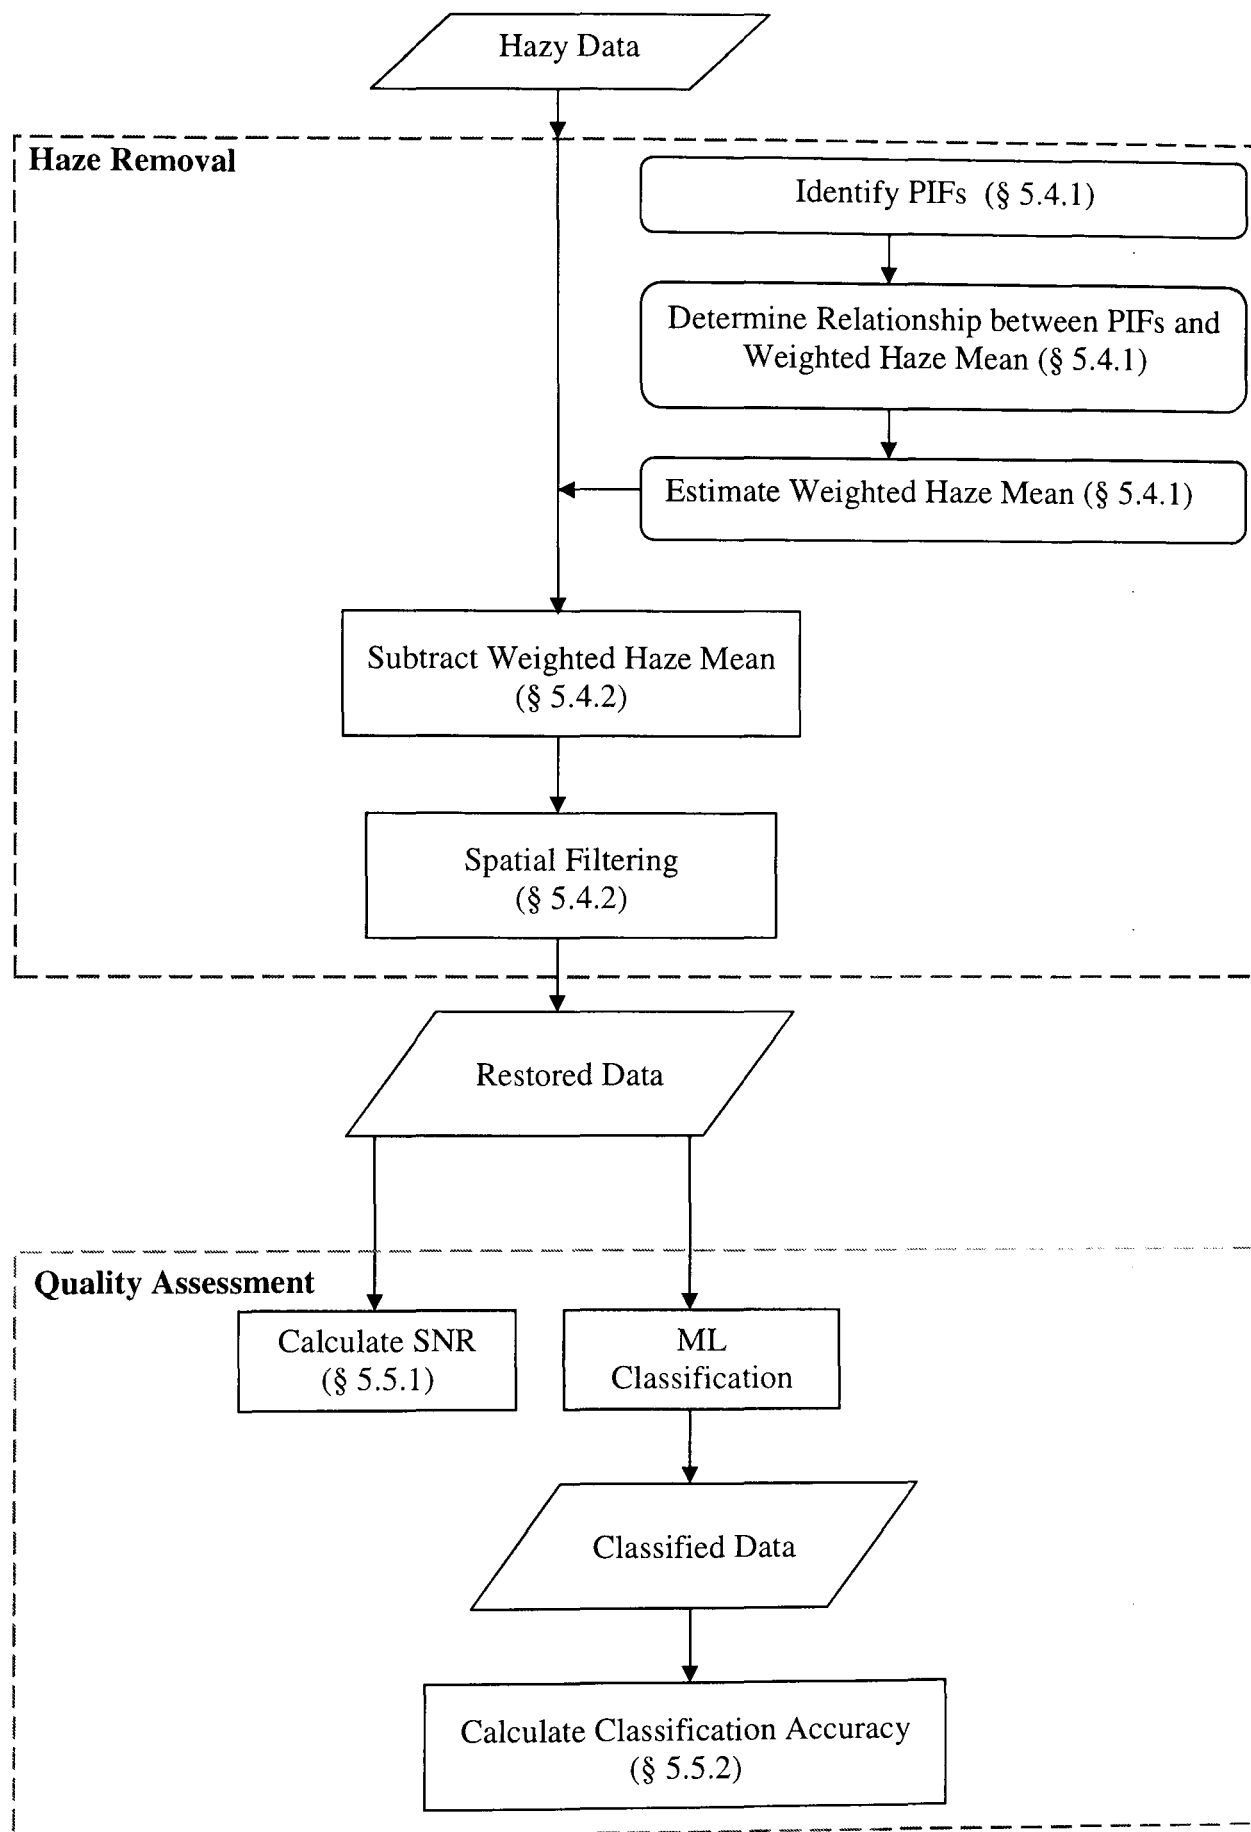 Hazy Data
Haze Removal
Identify PIFs (§ 5.4.1)
Determine Relationship between PIFs and
Weighted Haze Mean (§ 5.4.1)
Estimate Weighted Haze Mean (§ 5.4.1)
Subtract Weighted Haze Mean
(§ 5.4.2)
Spatial Filtering
(§ 5.4.2)
Restored Data
Quality Assessment
Calculate SNR
(§ 5.5.1)
ML
Classification
Classified Data
Calculate Classification Accuracy
(§ 5.5.2)